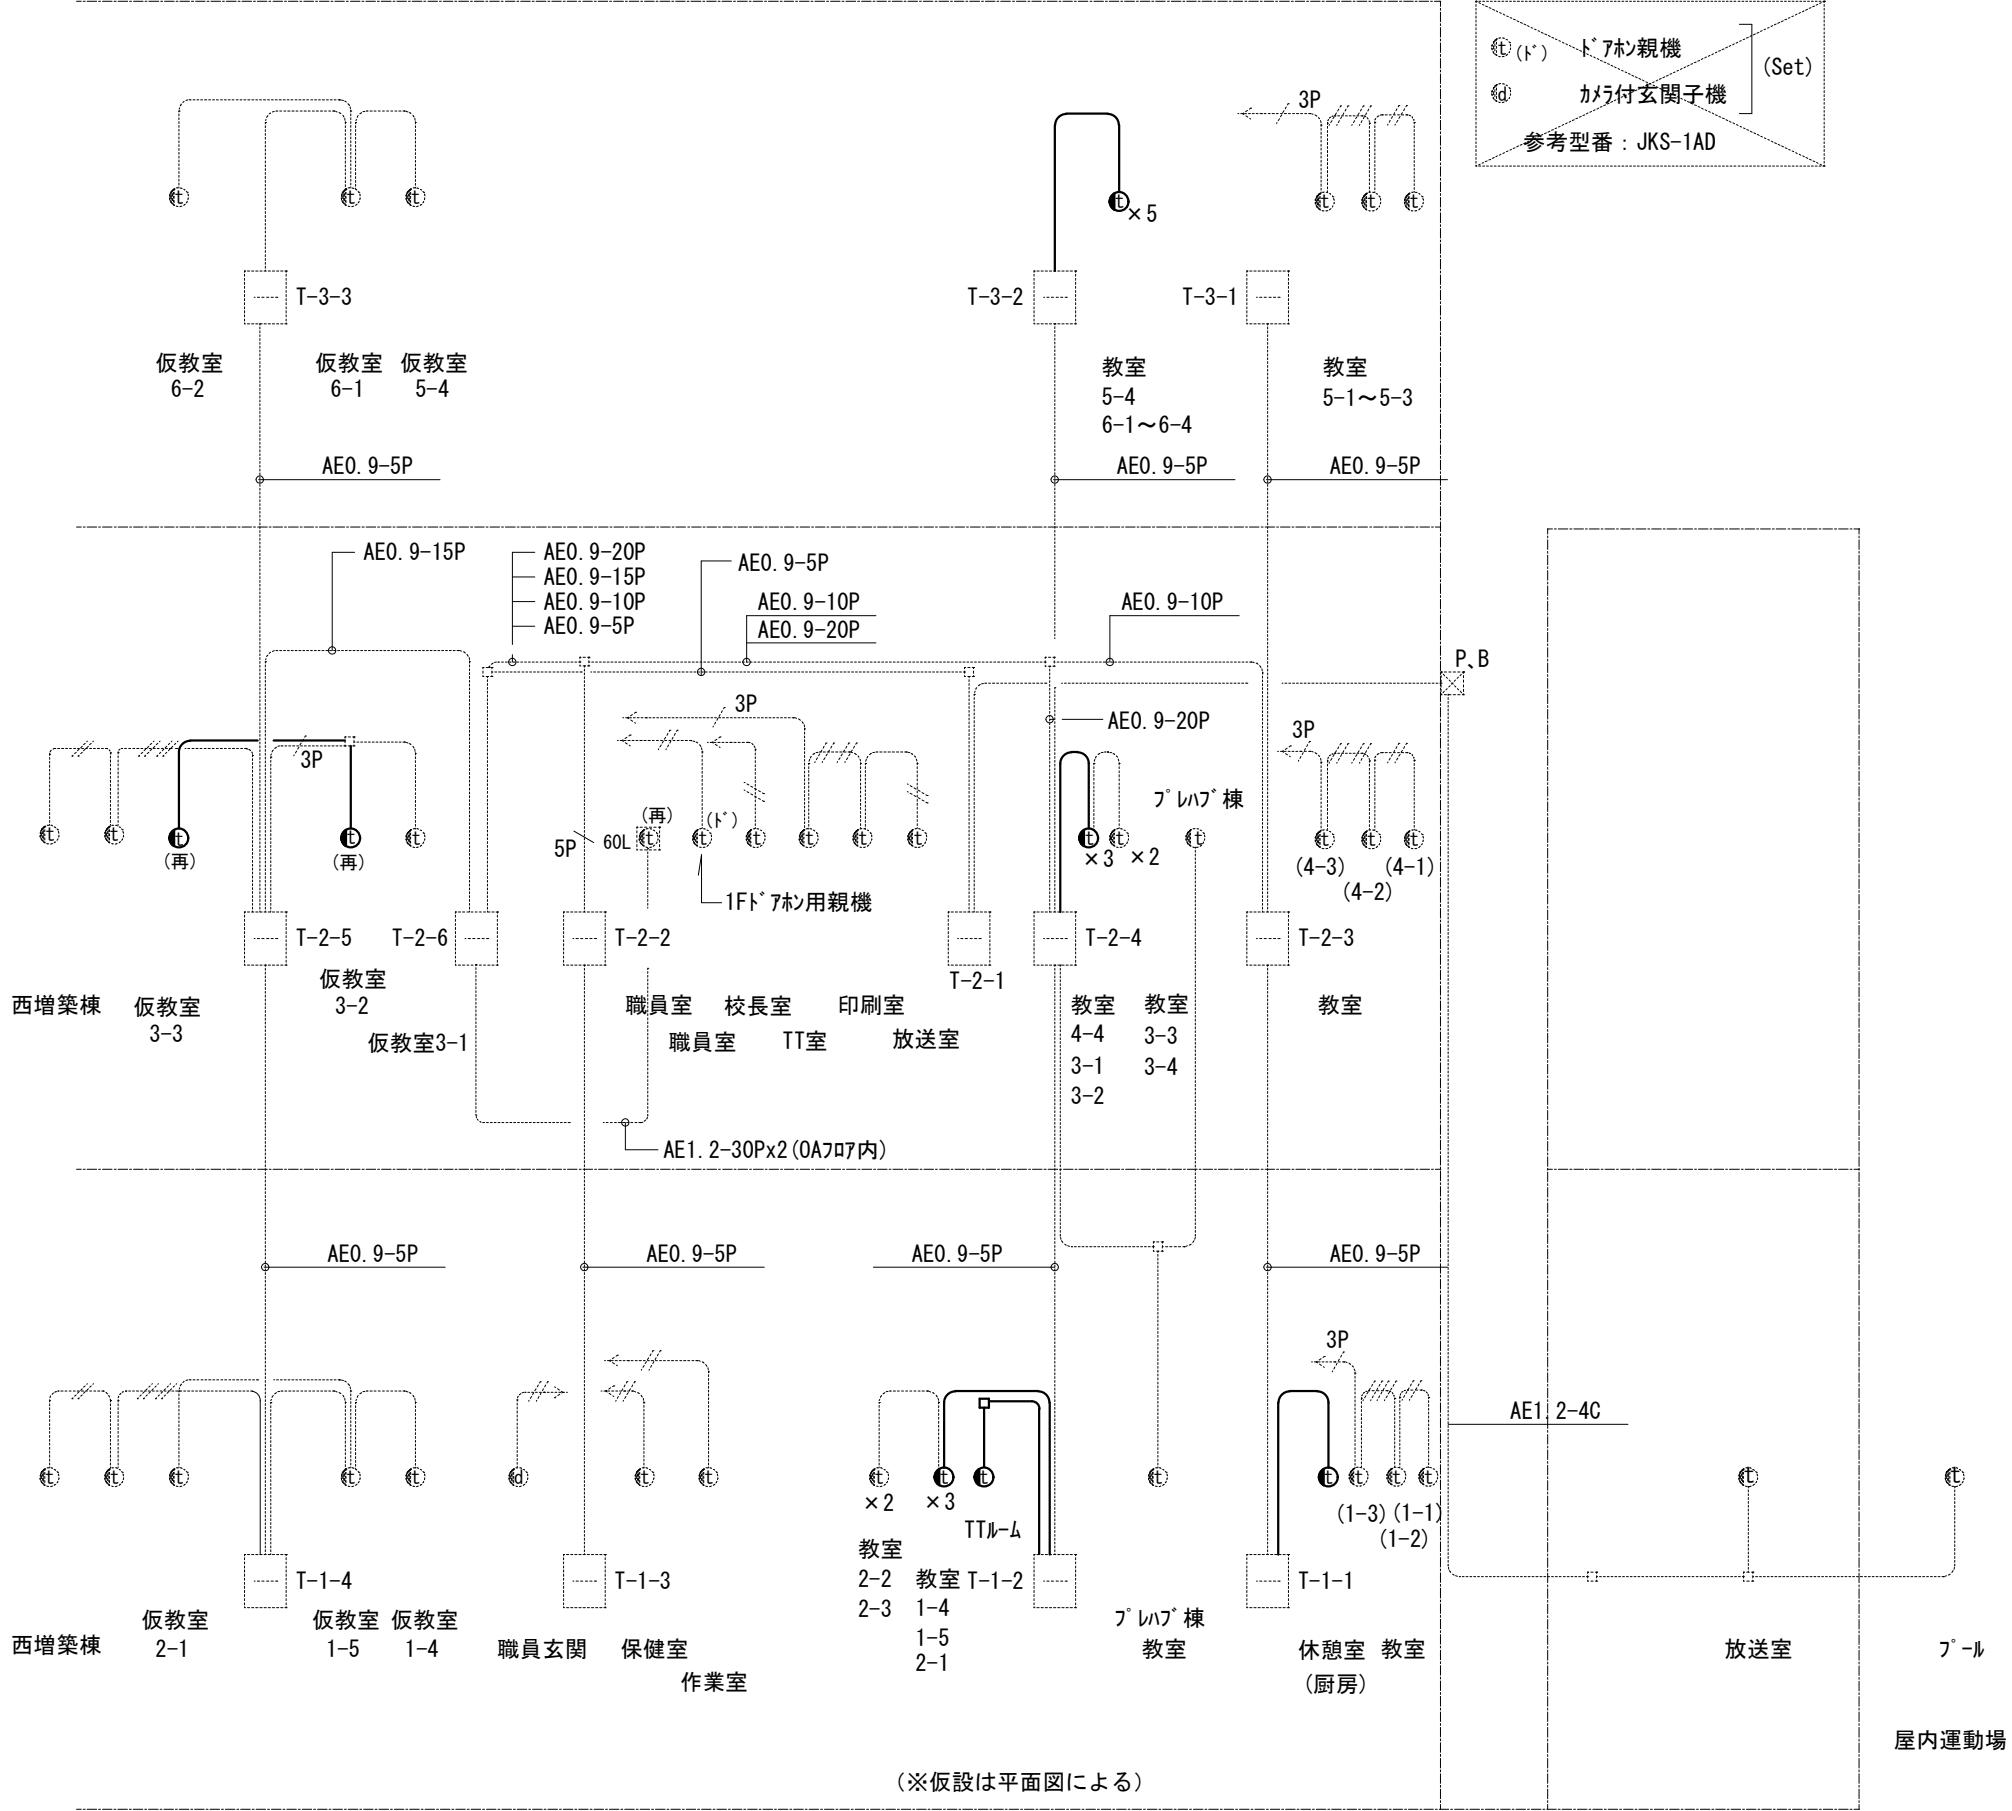 t (ド) ドアホン親機
(Set)
d カメラ付玄関子機
参考型番：JKS-1AD
3P
t t t
t ×5
t t t
T-3-3
T-3-2
T-3-1
仮教室
6-2
仮教室
6-1
仮教室
5-4
教室
5-4
6-1～6-4
教室
5-1～5-3
AE0.9-5P
AE0.9-5P
AE0.9-5P
AE0.9-15P
AE0.9-20P
AE0.9-15P
AE0.9-10P
AE0.9-5P
AE0.9-5P
AE0.9-10P
AE0.9-20P
AE0.9-10P
P、B
AE0.9-20P
3P
3P
3P
プレハブ棟
t t t t t
(再)
(再)
5P
60L
(再)
t
(ド)
t t t t t
t ×3
t ×2
t
t t t
(4-3)
(4-2)
(4-1)
1Fドアホン用親機
T-2-5
T-2-6
T-2-2
T-2-1
T-2-4
T-2-3
西増築棟
仮教室
3-3
仮教室
3-2
仮教室3-1
職員室
職員室
校長室
TT室
印刷室
放送室
教室
4-4
3-1
3-2
教室
3-3
3-4
教室
AE1.2-30Px2(OAフロア内)
AE0.9-5P
AE0.9-5P
AE0.9-5P
AE0.9-5P
3P
AE1.2-4C
t t t t t
d t t
t ×2
t ×3
t
TTルーム
t
t t t t
(1-3)
(1-1)
(1-2)
t
t
T-1-4
T-1-3
T-1-2
T-1-1
西増築棟
仮教室
2-1
仮教室
1-5
仮教室
1-4
職員玄関
保健室
作業室
教室
2-2
2-3
教室
1-4
1-5
2-1
プレハブ棟
教室
休憩室
(厨房)
教室
放送室
プール
屋内運動場
(※仮設は平面図による)